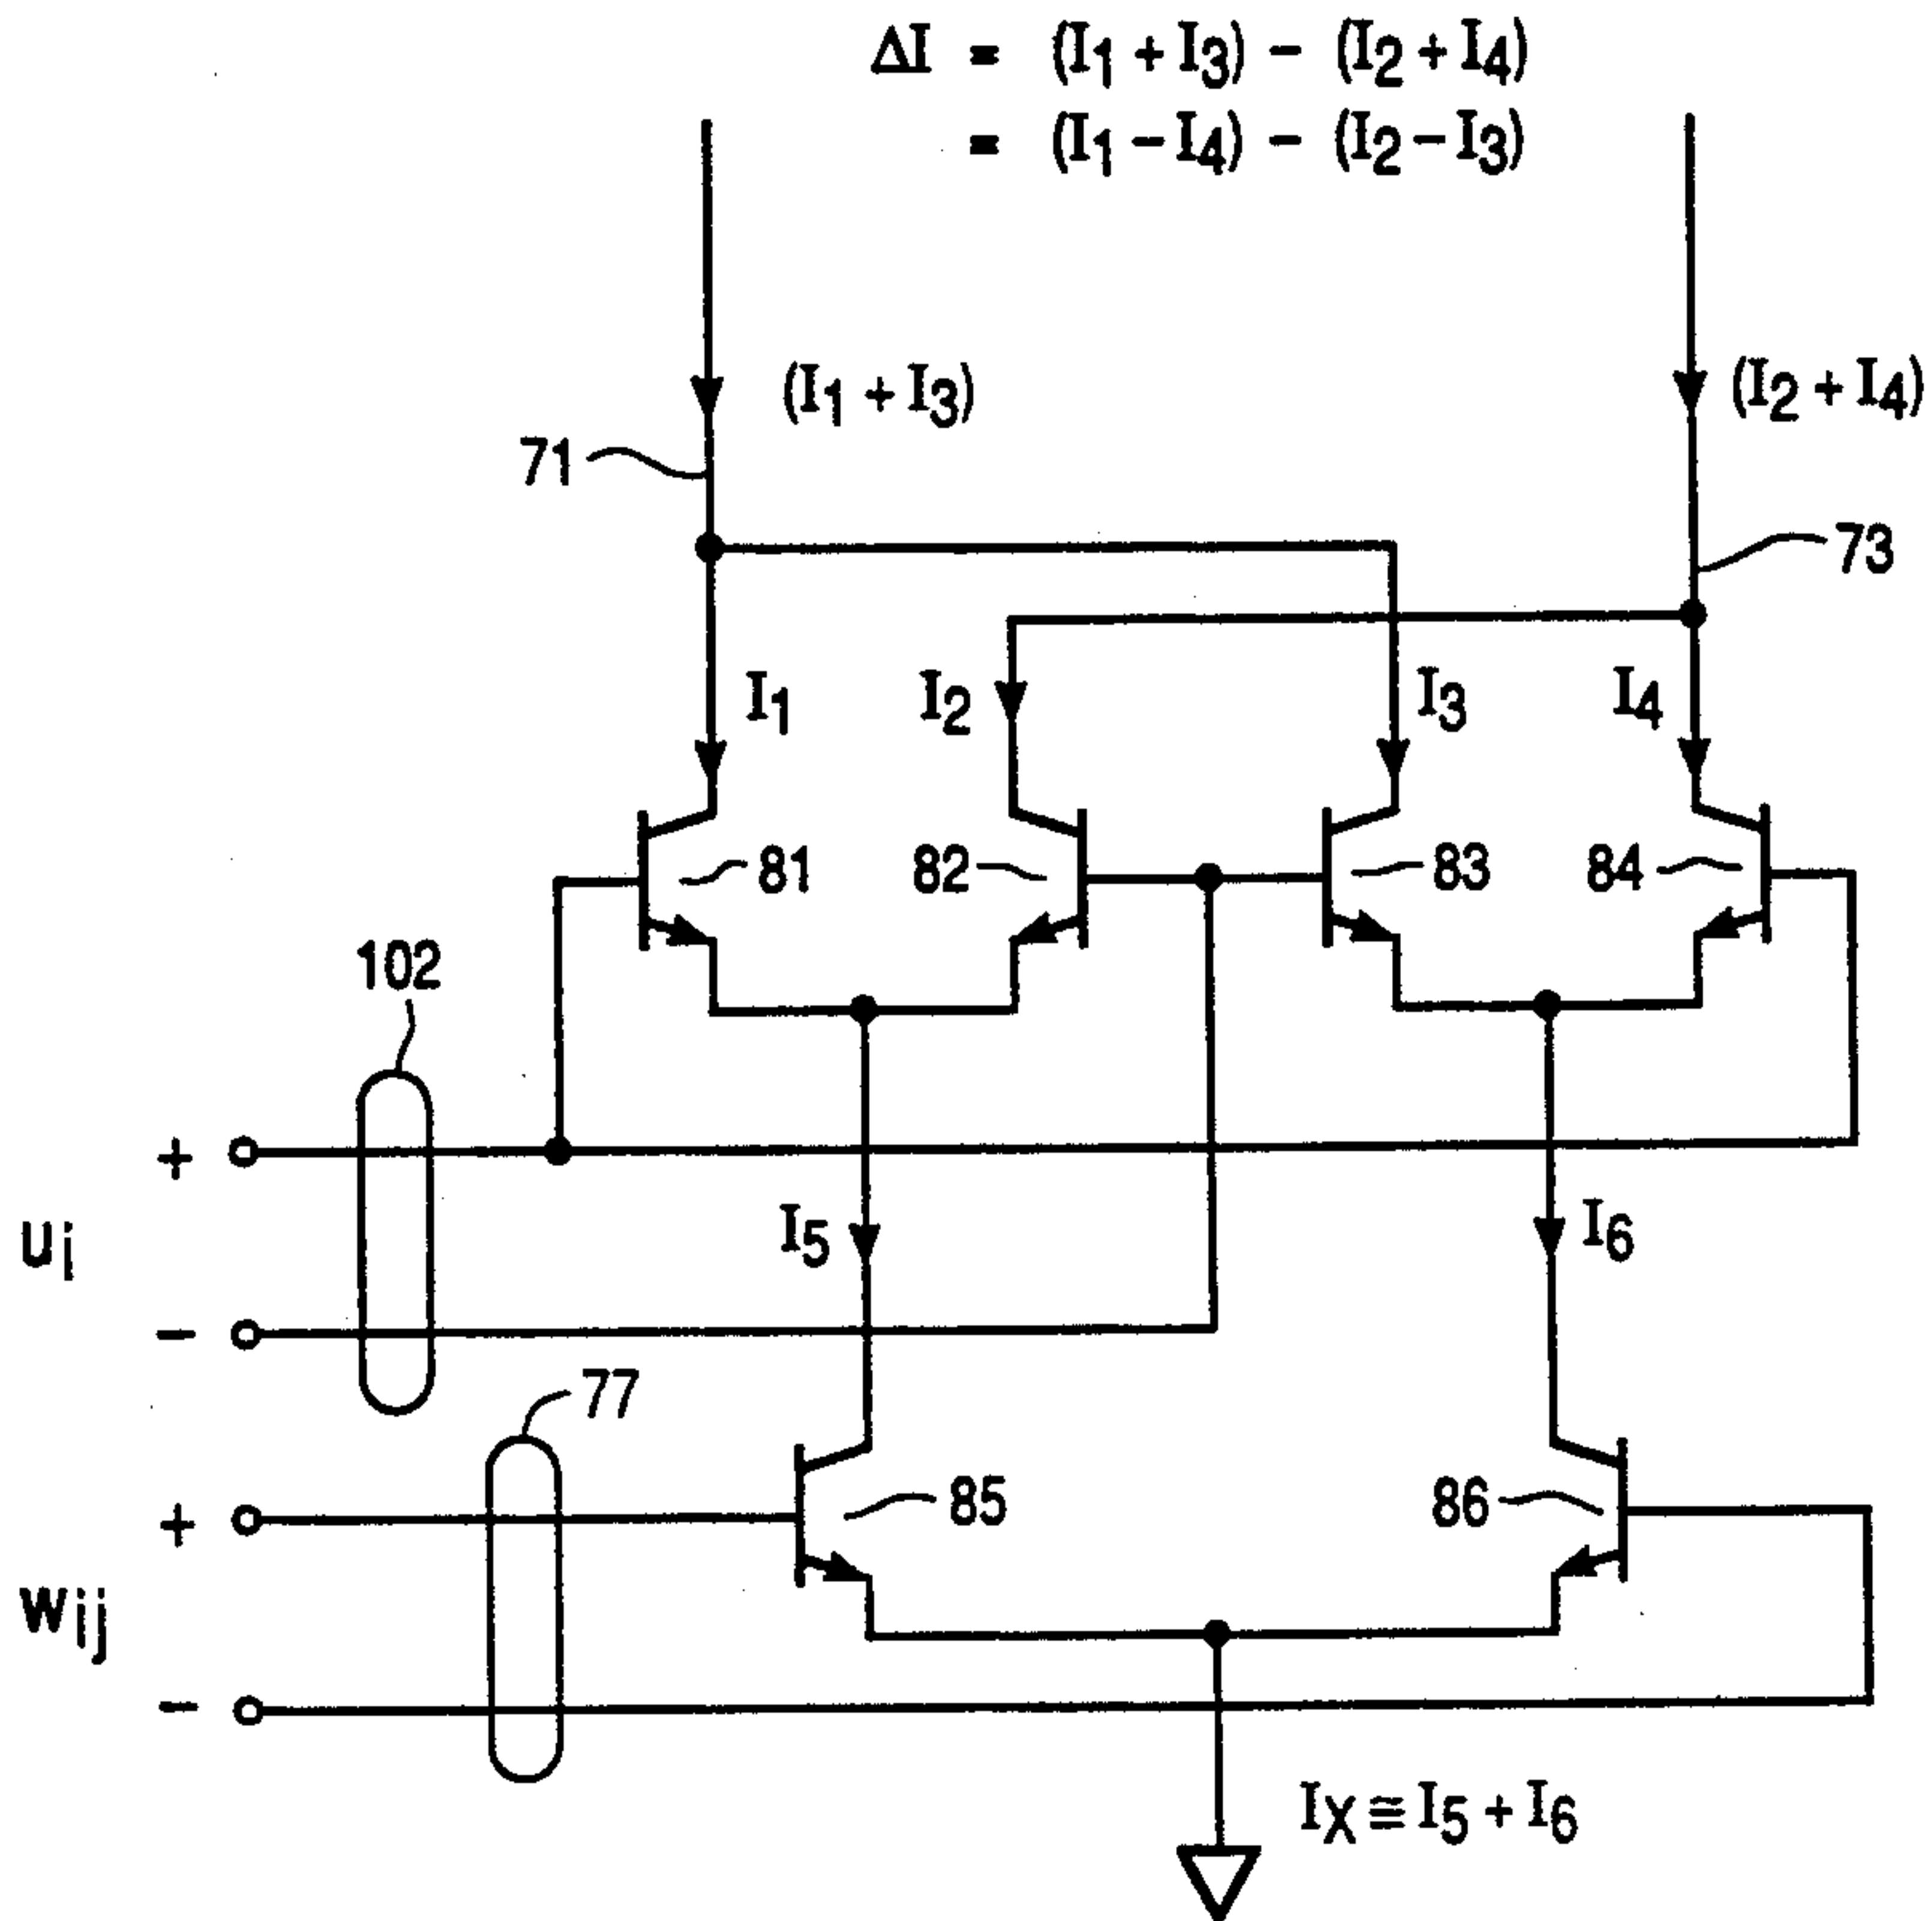 ΔI = (I1 + I3) − (I2 + I4)
= (I1 − I4) − (I2 − I3)
(I1 + I3)
(I2 + I4)
71
73
I1
I2
I3
I4
81
82
83
84
102
+
ui
−
I5
I6
77
+
85
86
wij
−
IX ≡ I5 + I6